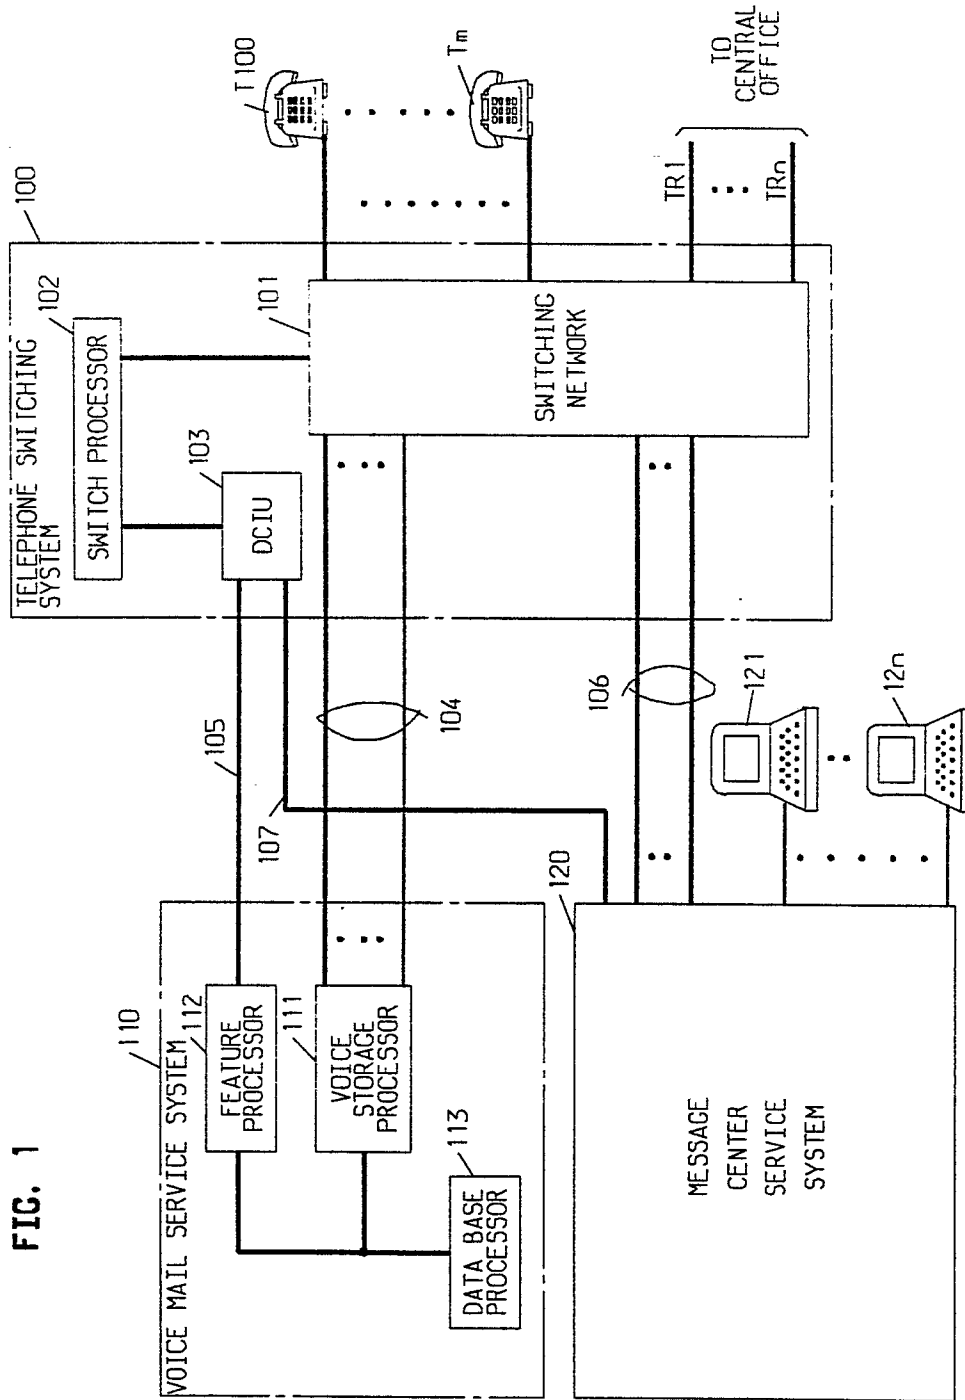 FIG. 1
VOICE MAIL SERVICE SYSTEM
110
FEATURE
PROCESSOR
112
VOICE
STORAGE
PROCESSOR
111
DATA BASE
PROCESSOR
113
MESSAGE
CENTER
SERVICE
SYSTEM
120
105
107
104
106
121
12n
TELEPHONE SWITCHING
SYSTEM
100
SWITCH PROCESSOR
102
DCIU
103
SWITCHING
NETWORK
101
T100
Tm
TR1
TRn
TO
CENTRAL
OFFICE